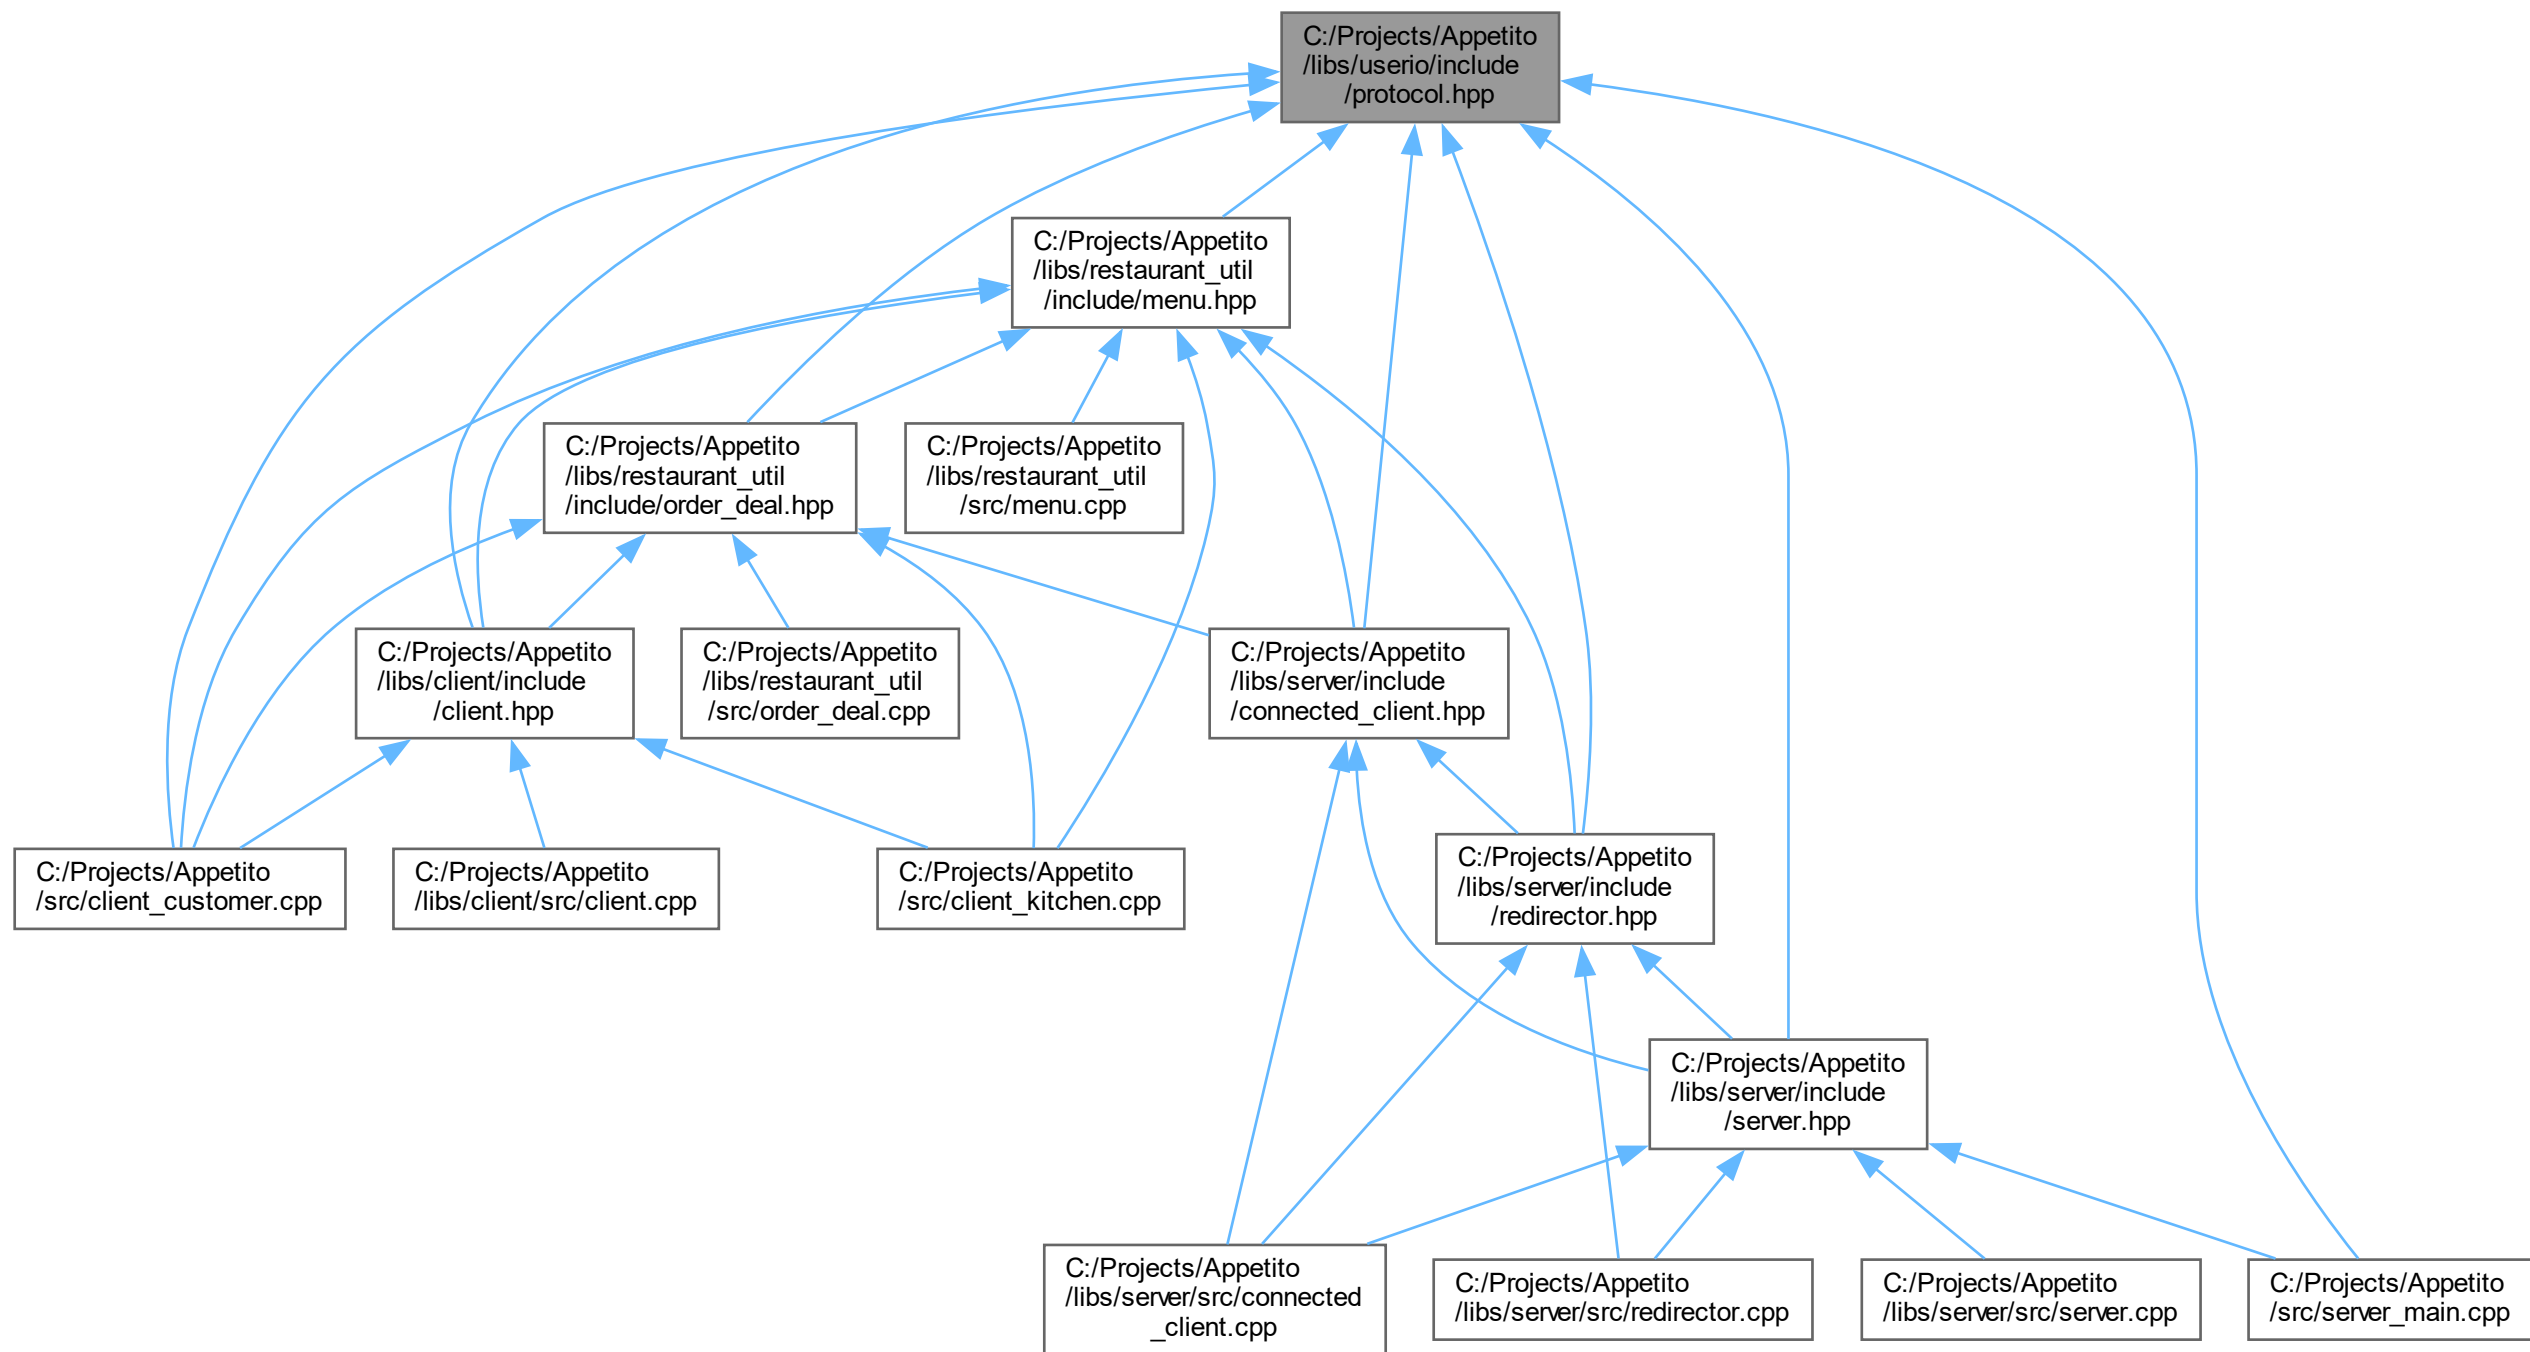 C:/Projects/Appetito
/libs/userio/include
/protocol.hpp
C:/Projects/Appetito
/libs/restaurant_util
/include/menu.hpp
C:/Projects/Appetito
/libs/restaurant_util
/include/order_deal.hpp
C:/Projects/Appetito
/libs/restaurant_util
/src/menu.cpp
C:/Projects/Appetito
/libs/client/include
/client.hpp
C:/Projects/Appetito
/libs/restaurant_util
/src/order_deal.cpp
C:/Projects/Appetito
/libs/server/include
/connected_client.hpp
C:/Projects/Appetito
/src/client_customer.cpp
C:/Projects/Appetito
/libs/client/src/client.cpp
C:/Projects/Appetito
/src/client_kitchen.cpp
C:/Projects/Appetito
/libs/server/include
/redirector.hpp
C:/Projects/Appetito
/libs/server/include
/server.hpp
C:/Projects/Appetito
/libs/server/src/connected
_client.cpp
C:/Projects/Appetito
/libs/server/src/redirector.cpp
C:/Projects/Appetito
/libs/server/src/server.cpp
C:/Projects/Appetito
/src/server_main.cpp